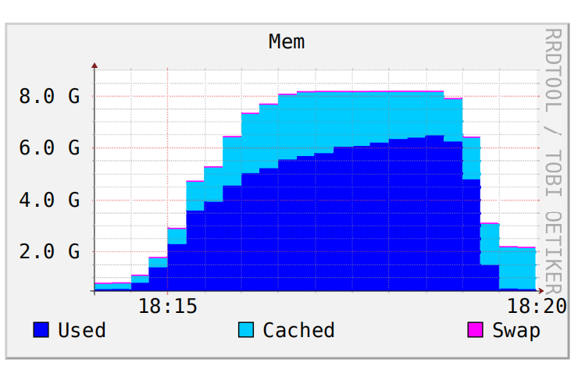 Mem
RRDTOOL / TOBI OETIKER
8.0 G
6.0 G
4.0 G
2.0 G
18:15 18:20
Used Cached Swap